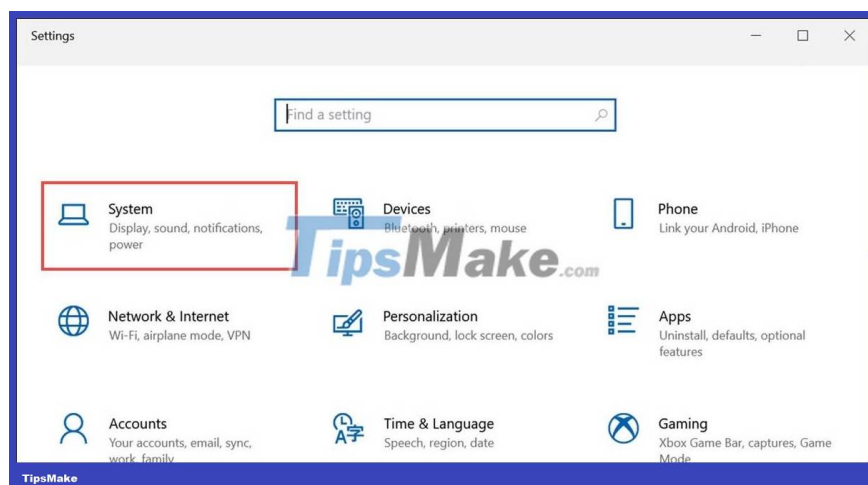 Settings
Find a setting
System
Display, sound, notifications,
power
Devices
Bluetooth, printers, mouse
Phone
Link your Android, iPhone
TipsMake.com
Network & Internet
Wi-Fi, airplane mode, VPN
Personalization
Background, lock screen, colors
Apps
Uninstall, defaults, optional
features
Accounts
Your accounts, email, sync,
work, family
Time & Language
Speech, region, date
Gaming
Xbox Game Bar, captures, Game
Mode
TipsMake